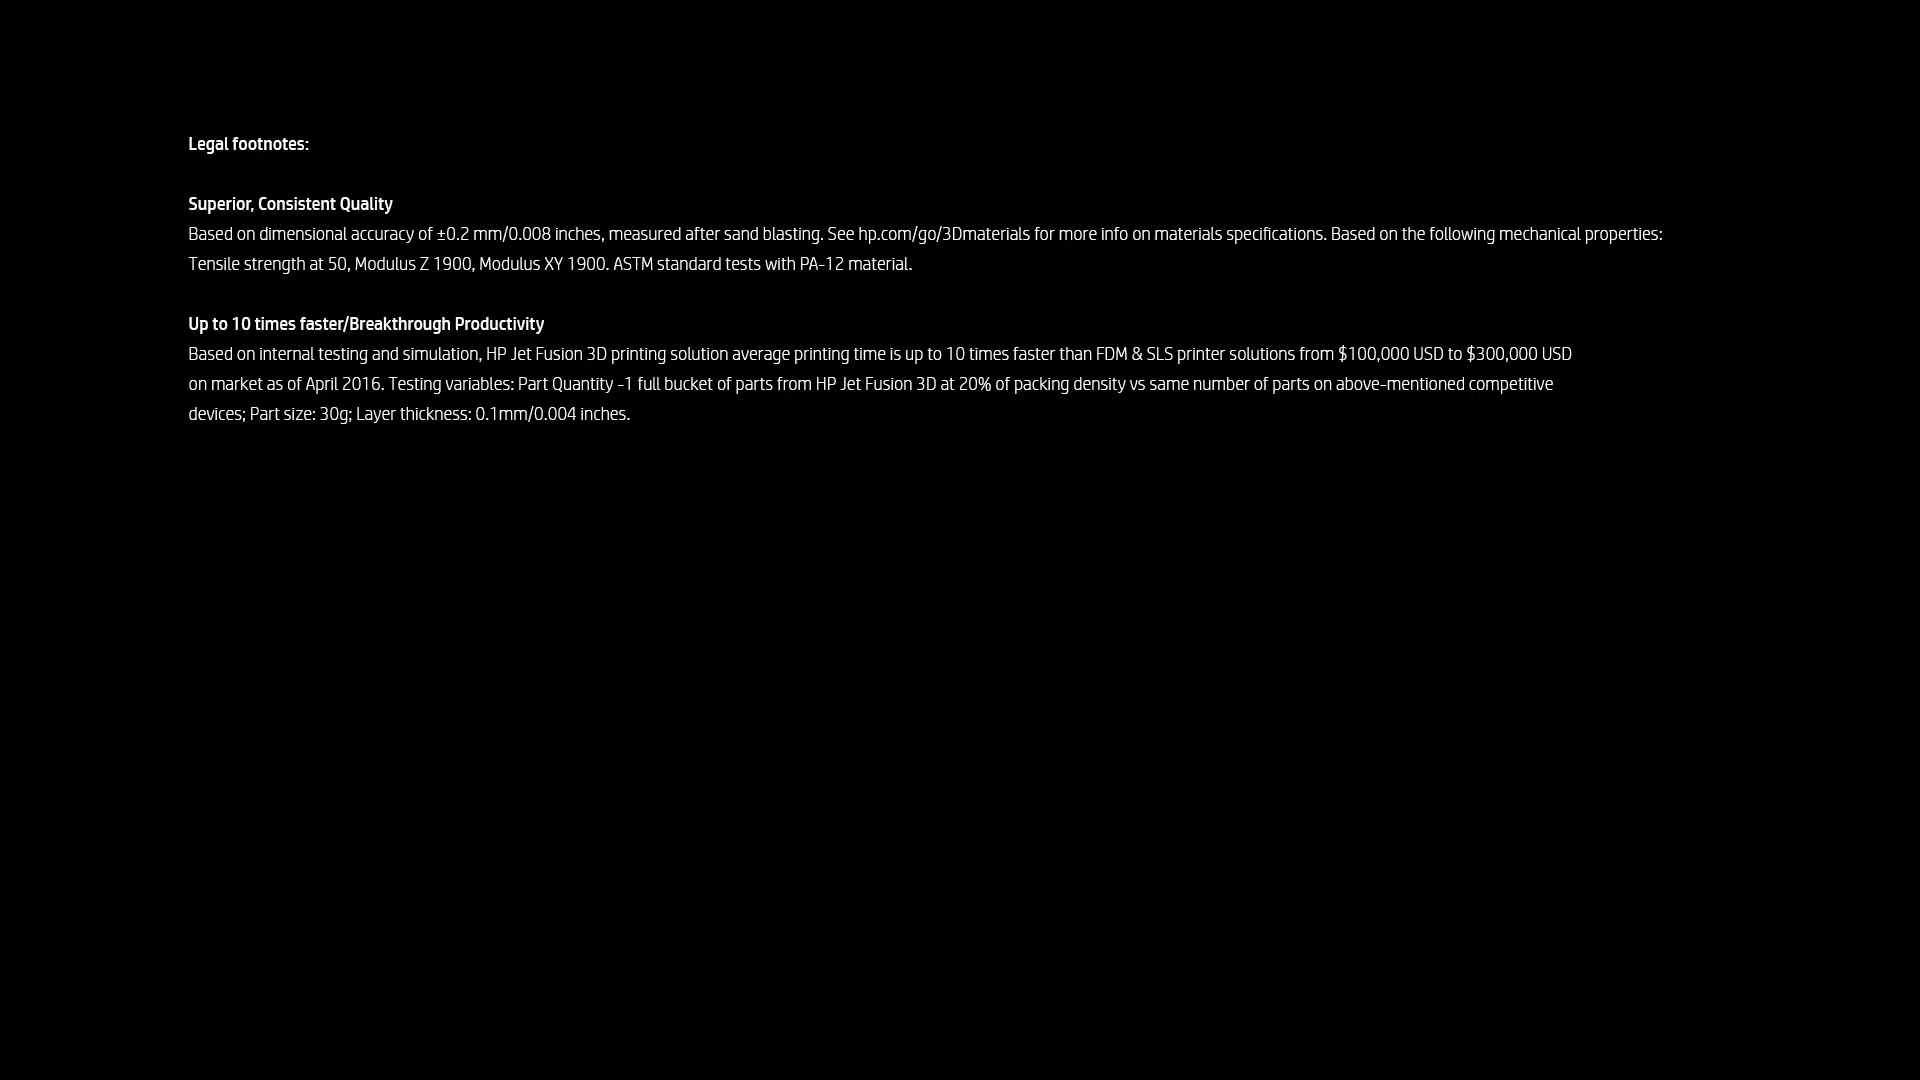 Legal footnotes:
Superior, Consistent Quality
Based on dimensional accuracy of ±0.2 mm/0.008 inches, measured after sand blasting. See hp.com/go/3Dmaterials for more info on materials specifications. Based on the following mechanical properties:
Tensile strength at 50, Modulus Z 1900, Modulus XY 1900. ASTM standard tests with PA-12 material.
Up to 10 times faster/Breakthrough Productivity
Based on internal testing and simulation, HP Jet Fusion 3D printing solution average printing time is up to 10 times faster than FDM & SLS printer solutions from $100,000 USD to $300,000 USD
on market as of April 2016. Testing variables: Part Quantity -1 full bucket of parts from HP Jet Fusion 3D at 20% of packing density vs same number of parts on above-mentioned competitive
devices; Part size: 30g; Layer thickness: 0.1mm/0.004 inches.